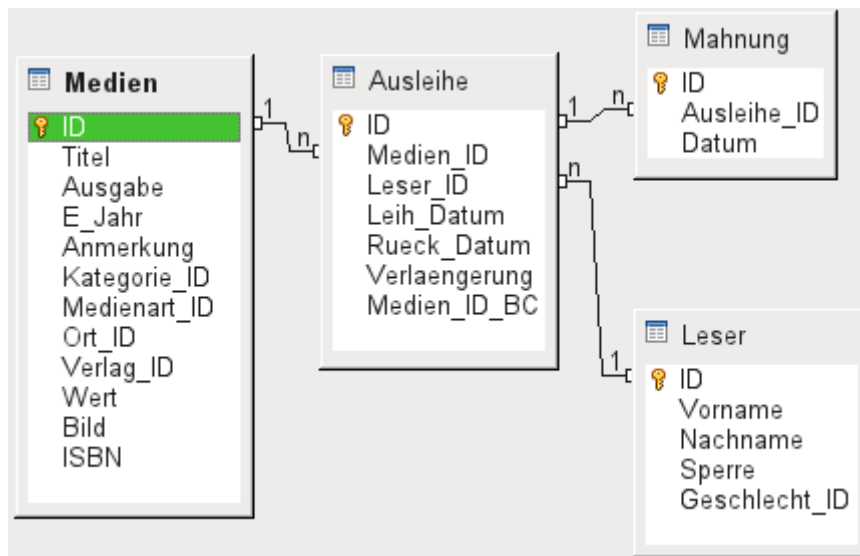 Medien
ID
Titel
Ausgabe
E_Jahr
Anmerkung
Kategorie_ID
Medienart_ID
Ort_ID
Verlag_ID
Wert
Bild
ISBN
1
n
Ausleihe
ID
Medien_ID
Leser_ID
Leih_Datum
Rueck_Datum
Verlaengerung
Medien_ID_BC
1
n
n
1
Mahnung
ID
Ausleihe_ID
Datum
Leser
ID
Vorname
Nachname
Sperre
Geschlecht_ID